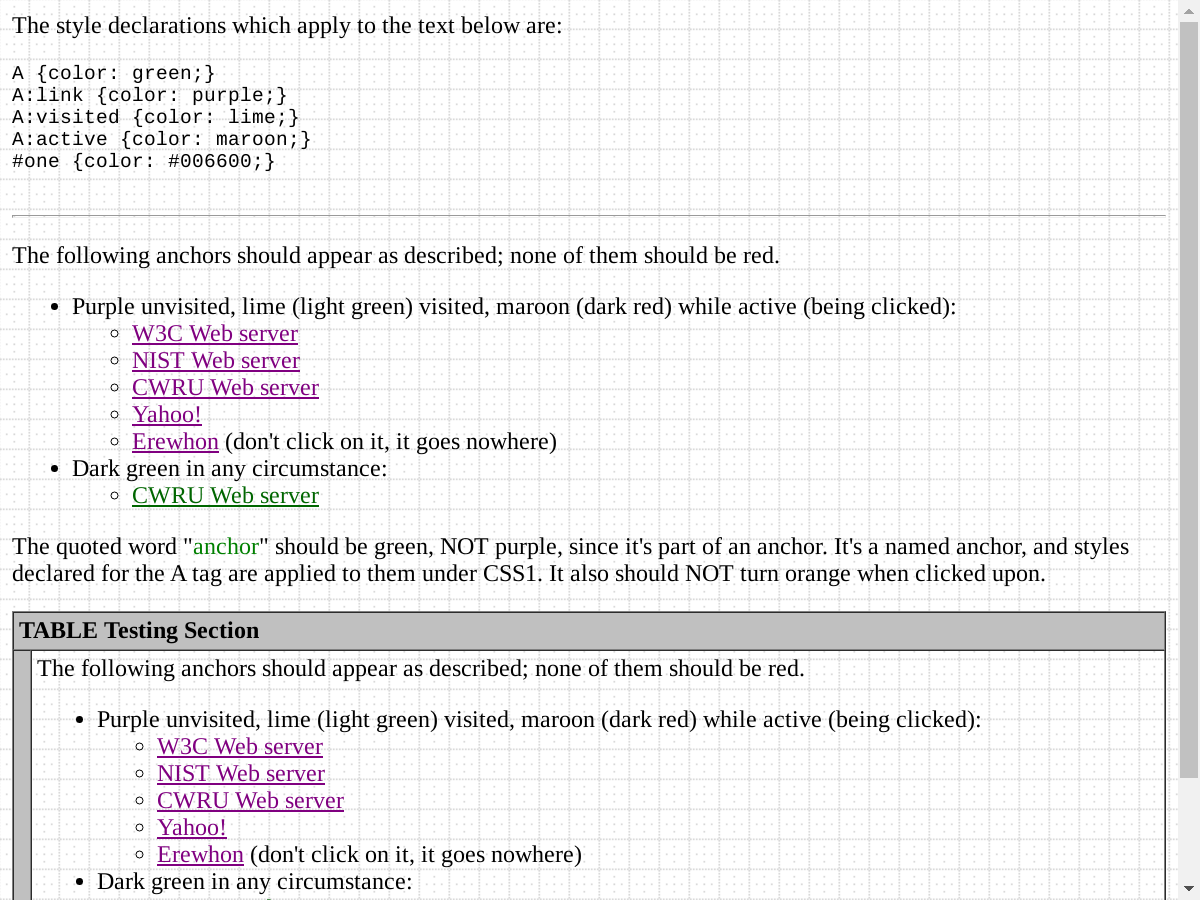 The style declarations which apply to the text below are:
A {color: green;}
A:link {color: purple;}
A:visited {color: lime;}
A:active {color: maroon;}
#one {color: #006600;}
The following anchors should appear as described; none of them should be red.
Purple unvisited, lime (light green) visited, maroon (dark red) while active (being clicked):
W3C Web server
NIST Web server
CWRU Web server
Yahoo!
Erewhon (don't click on it, it goes nowhere)
Dark green in any circumstance:
CWRU Web server
The quoted word "anchor" should be green, NOT purple, since it's part of an anchor. It's a named anchor, and styles
declared for the A tag are applied to them under CSS1. It also should NOT turn orange when clicked upon.
TABLE Testing Section
The following anchors should appear as described; none of them should be red.
Purple unvisited, lime (light green) visited, maroon (dark red) while active (being clicked):
W3C Web server
NIST Web server
CWRU Web server
Yahoo!
Erewhon (don't click on it, it goes nowhere)
Dark green in any circumstance: